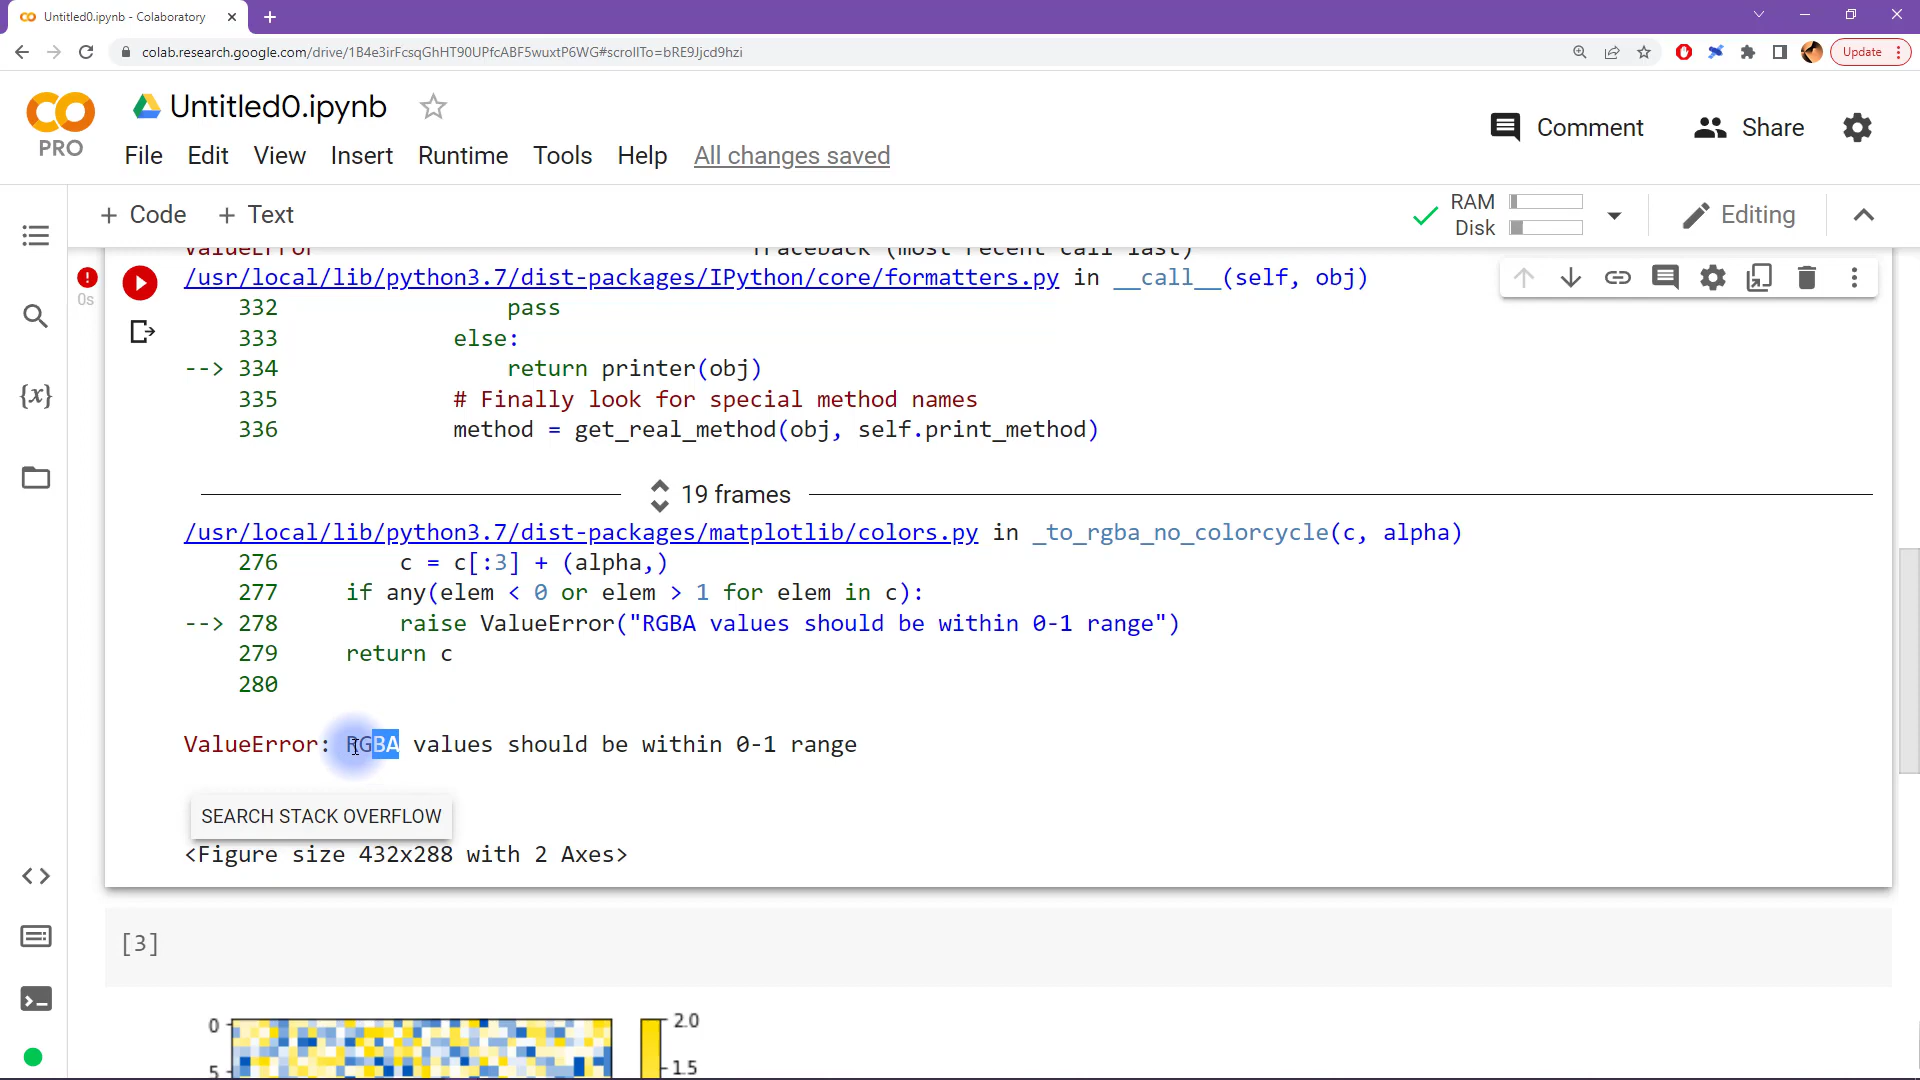 Untitled0.ipynb - Colaboratory
colab.research.google.com/drive/1B4e3irFcsqGhHT90UPfcABF5wuxtP6WG#scrollTo=bRE9Jjcd9hzi
Update
PRO
Untitled0.ipynb
File Edit View Insert Runtime Tools Help All changes saved
Comment Share
+ Code + Text
RAM
Disk
Editing
ValueError Traceback (most recent call last)
0s
/usr/local/lib/python3.7/dist-packages/IPython/core/formatters.py in __call__(self, obj)
332 pass
333 else:
--> 334 return printer(obj)
335 # Finally look for special method names
336 method = get_real_method(obj, self.print_method)
19 frames
/usr/local/lib/python3.7/dist-packages/matplotlib/colors.py in _to_rgba_no_colorcycle(c, alpha)
276 c = c[:3] + (alpha,)
277 if any(elem < 0 or elem > 1 for elem in c):
--> 278 raise ValueError("RGBA values should be within 0-1 range")
279 return c
280
ValueError: RGBA values should be within 0-1 range
SEARCH STACK OVERFLOW
<Figure size 432x288 with 2 Axes>
[3]
0 2.0
5 1.5